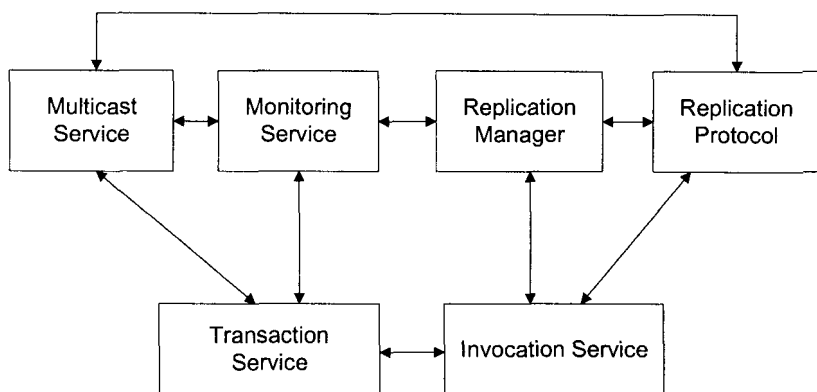 Multicast
Service
Monitoring
Service
Replication
Manager
Replication
Protocol
Transaction
Service
Invocation Service